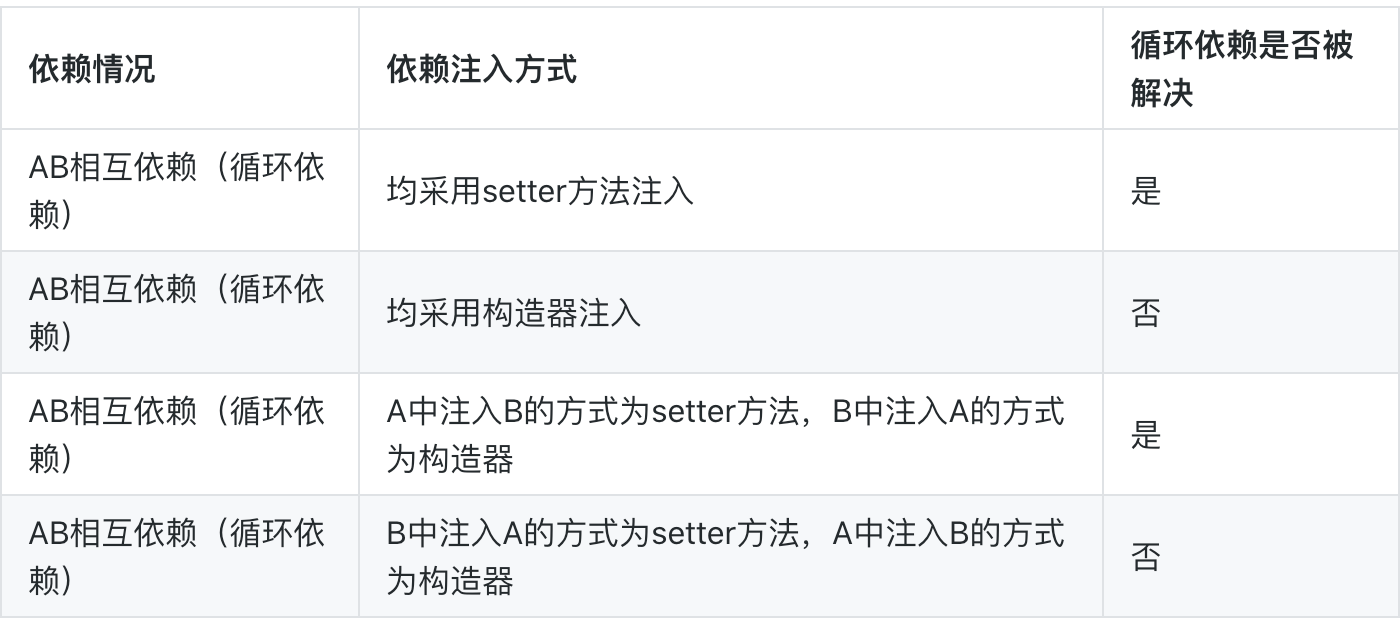 依赖情况
依赖注入方式
循环依赖是否被
解决
AB相互依赖（循环依
赖）
均采用setter方法注入
是
AB相互依赖（循环依
赖）
均采用构造器注入
否
AB相互依赖（循环依
赖）
A中注入B的方式为setter方法，B中注入A的方式
为构造器
是
AB相互依赖（循环依
赖）
B中注入A的方式为setter方法，A中注入B的方式
为构造器
否